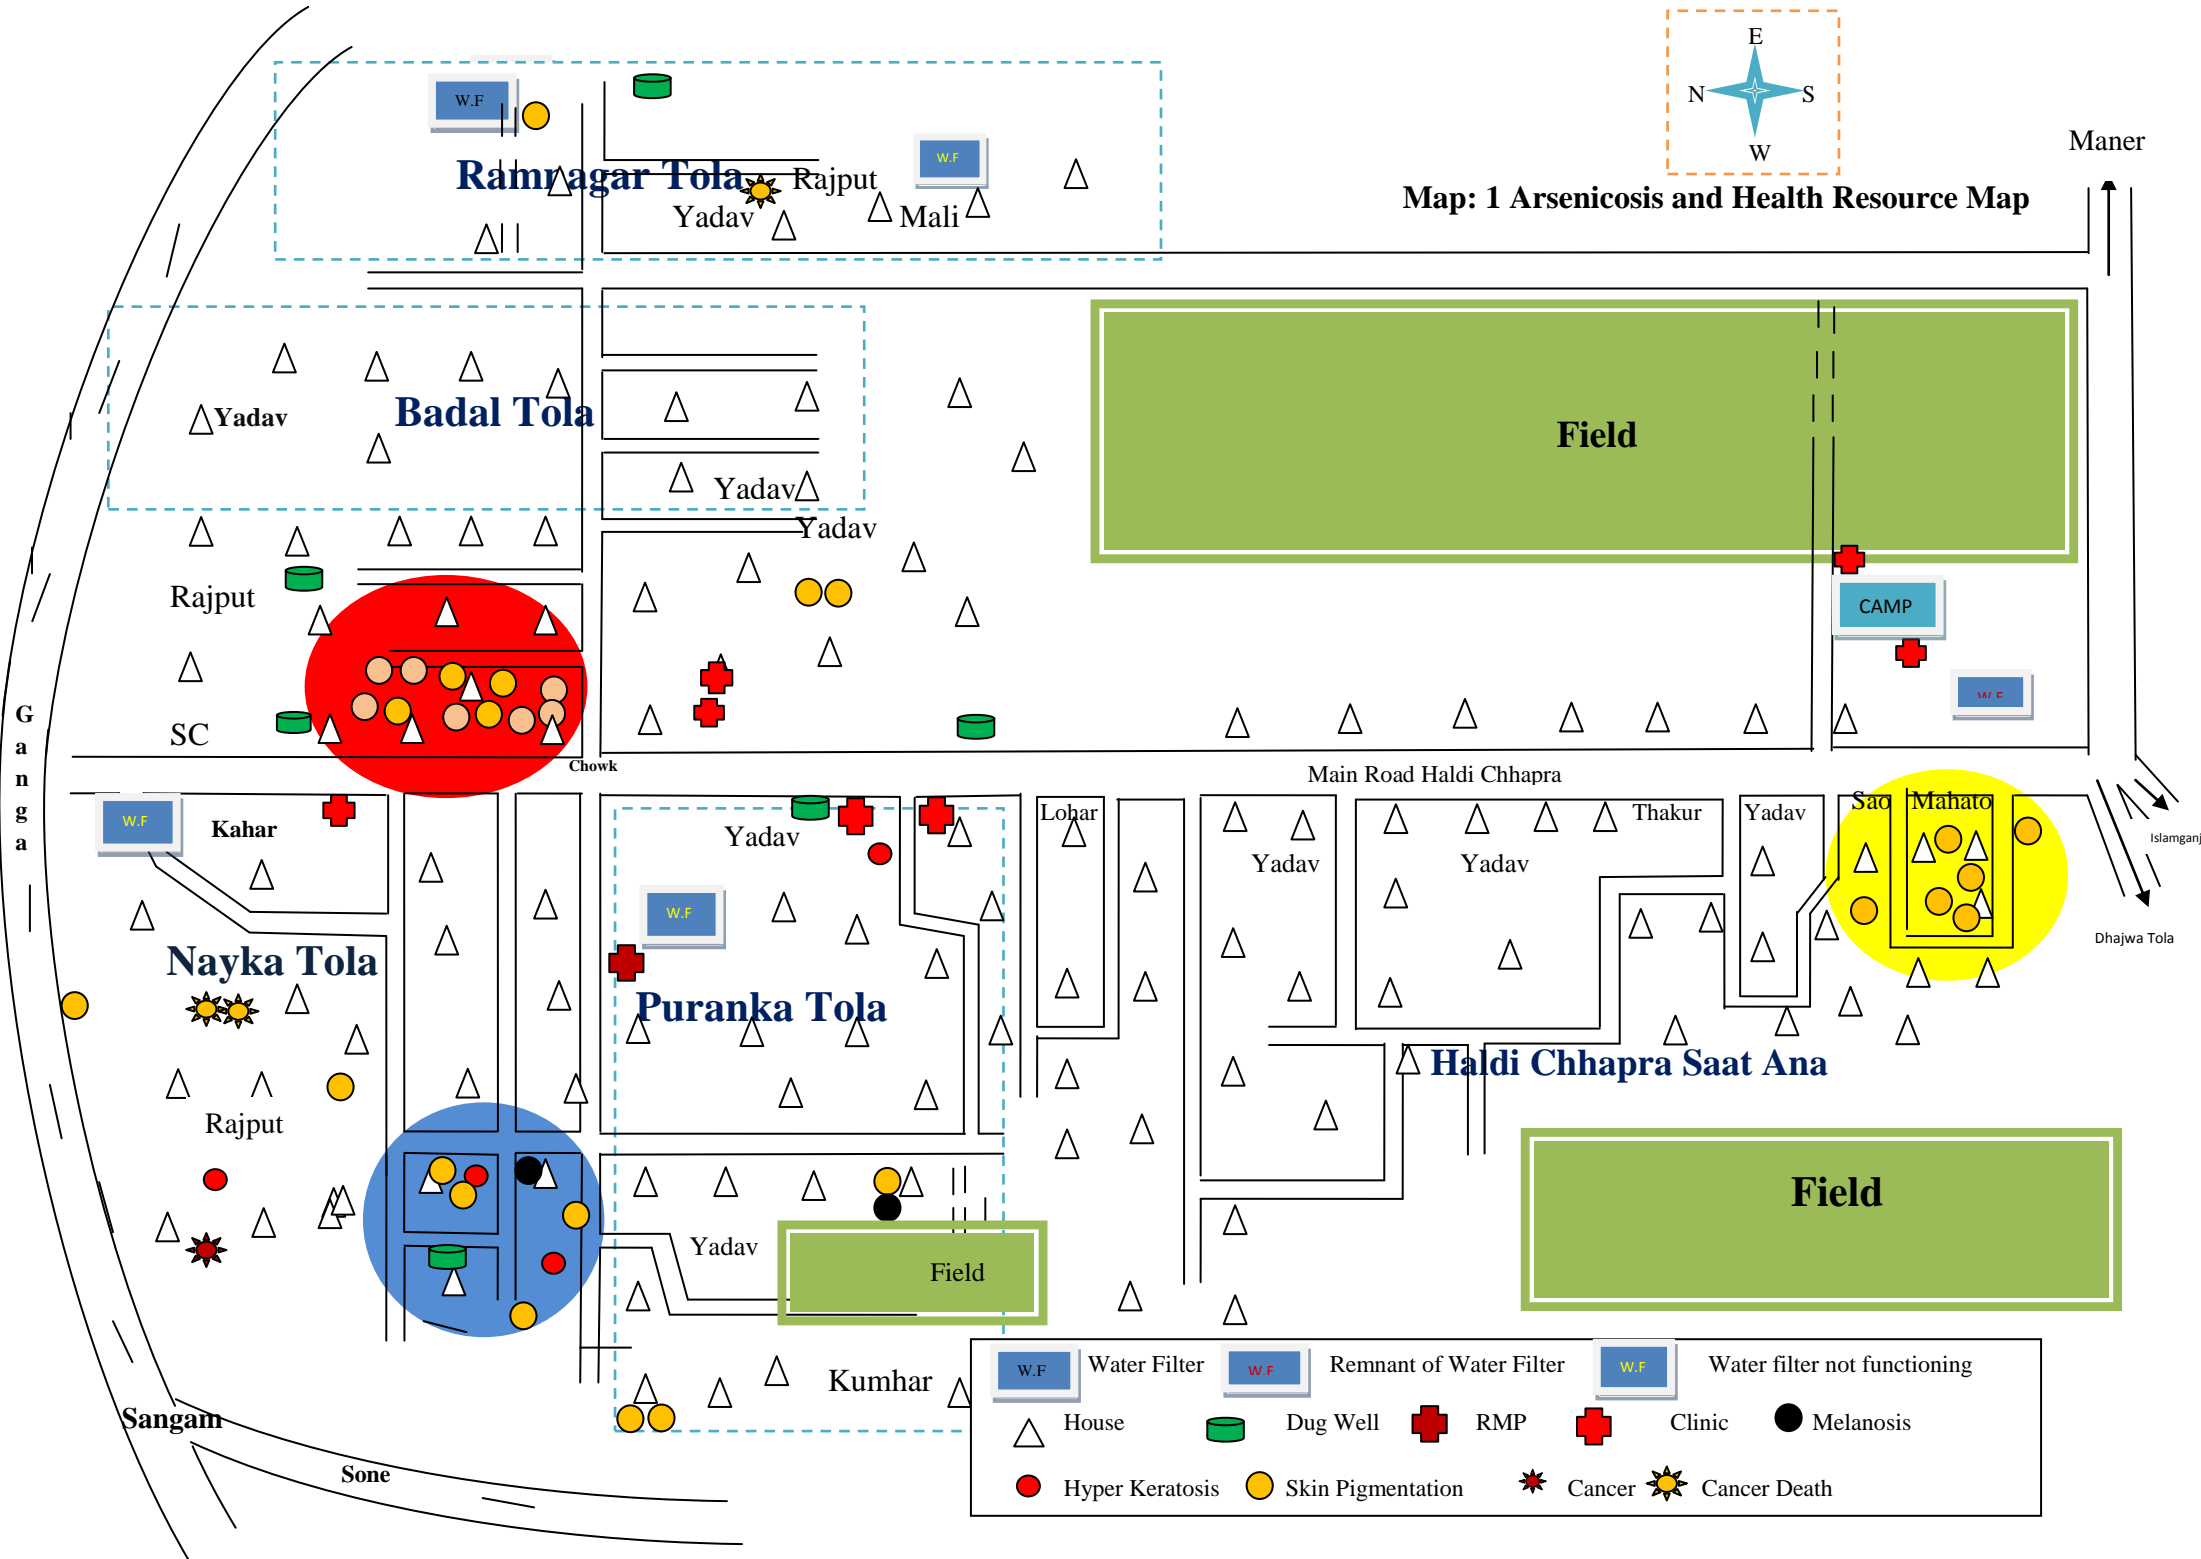 E
N
S
W
Maner
Map: 1 Arsenicosis and Health Resource Map
W.F
W.F
Ramnagar Tola
Rajput
Yadav
Mali
Yadav
Badal Tola
Yadav
Yadav
Field
Rajput
SC
CAMP
W.F
Ganga
Chowk
Main Road Haldi Chhapra
W.F
Kahar
Yadav
Lohar
Yadav
Yadav
Thakur
Yadav
Sao
Mahato
Islamganj
W.F
Dhajwa Tola
Nayka Tola
Puranka Tola
Haldi Chhapra Saat Ana
Rajput
Field
Yadav
Field
Kumhar
Sangam
Sone
W.F Water Filter W.F Remnant of Water Filter W.F Water filter not functioning
House Dug Well RMP Clinic Melanosis
Hyper Keratosis Skin Pigmentation Cancer Cancer Death